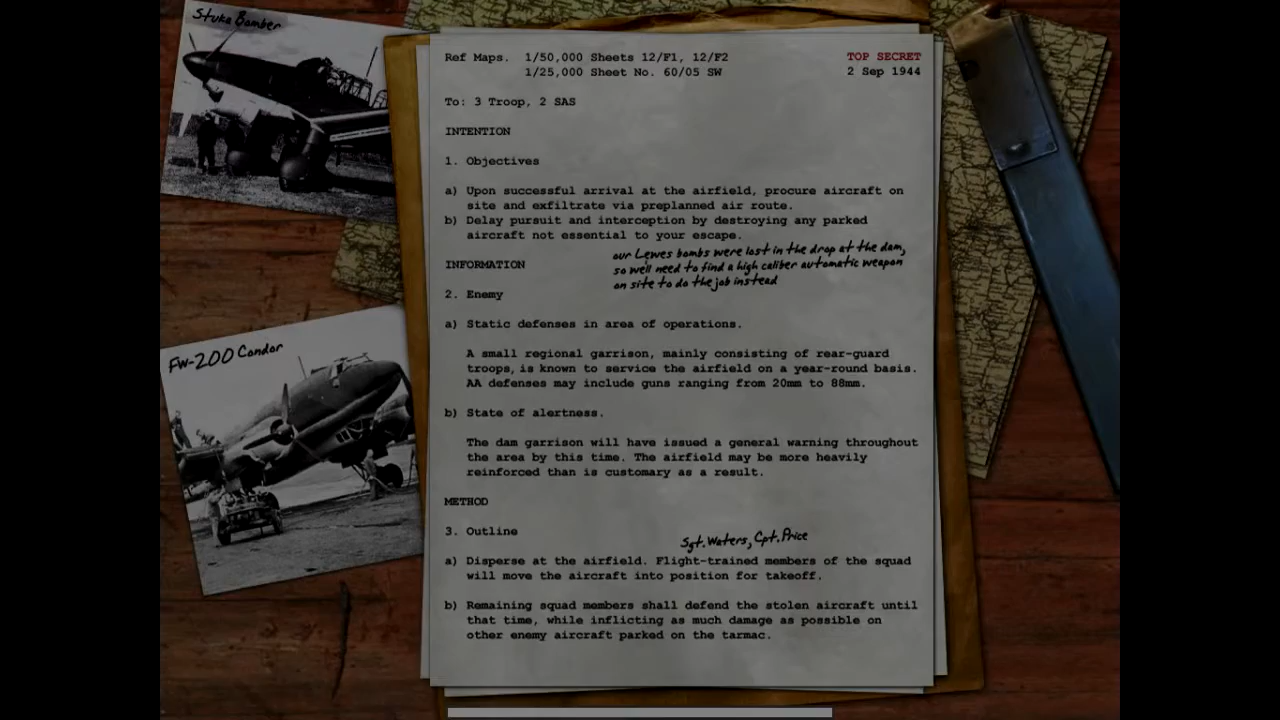 Stuka Bomber
Ref Maps. 1/50,000 Sheets 12/F1, 12/F2
1/25,000 Sheet No. 60/05 SW
TOP SECRET
2 Sep 1944
To: 3 Troop, 2 SAS
INTENTION
1. Objectives
a) Upon successful arrival at the airfield, procure aircraft on
site and exfiltrate via preplanned air route.
b) Delay pursuit and interception by destroying any parked
aircraft not essential to your escape.
our Lewes bombs were lost in the drop at the dam,
so we'll need to find a high caliber automatic weapon
on site to do the job instead
INFORMATION
2. Enemy
a) Static defenses in area of operations.
A small regional garrison, mainly consisting of rear-guard
troops, is known to service the airfield on a year-round basis.
AA defenses may include guns ranging from 20mm to 88mm.
b) State of alertness.
The dam garrison will have issued a general warning throughout
the area by this time. The airfield may be more heavily
reinforced than is customary as a result.
METHOD
3. Outline
Sgt. Waters, Cpt. Price
a) Disperse at the airfield. Flight-trained members of the squad
will move the aircraft into position for takeoff.
b) Remaining squad members shall defend the stolen aircraft until
that time, while inflicting as much damage as possible on
other enemy aircraft parked on the tarmac.
FW-200 Condor